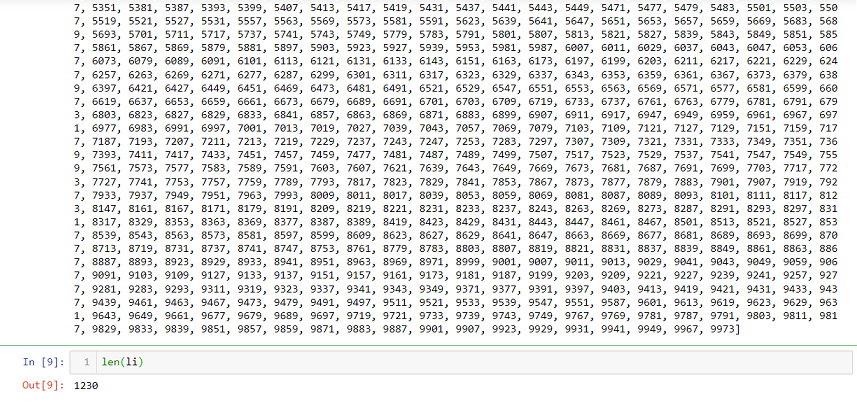 7, 5351, 5381, 5387, 5393, 5399, 5407, 5413, 5417, 5419, 5431, 5437, 5441, 5443, 5449, 5471, 5477, 5479, 5483, 5501, 5503, 550
7, 5519, 5521, 5527, 5531, 5557, 5563, 5569, 5573, 5581, 5591, 5623, 5639, 5641, 5647, 5651, 5653, 5657, 5659, 5669, 5683, 568
9, 5693, 5701, 5711, 5717, 5737, 5741, 5743, 5749, 5779, 5783, 5791, 5801, 5807, 5813, 5821, 5827, 5839, 5843, 5849, 5851, 585
7, 5861, 5867, 5869, 5879, 5881, 5897, 5903, 5923, 5927, 5939, 5953, 5981, 5987, 6007, 6011, 6029, 6037, 6043, 6047, 6053, 606
7, 6073, 6079, 6089, 6091, 6101, 6113, 6121, 6131, 6133, 6143, 6151, 6163, 6173, 6197, 6199, 6203, 6211, 6217, 6221, 6229, 624
7, 6257, 6263, 6269, 6271, 6277, 6287, 6299, 6301, 6311, 6317, 6323, 6329, 6337, 6343, 6353, 6359, 6361, 6367, 6373, 6379, 638
9, 6397, 6421, 6427, 6449, 6451, 6469, 6473, 6481, 6491, 6521, 6529, 6547, 6551, 6553, 6563, 6569, 6571, 6577, 6581, 6599, 660
7, 6619, 6637, 6653, 6659, 6661, 6673, 6679, 6689, 6691, 6701, 6703, 6709, 6719, 6733, 6737, 6761, 6763, 6779, 6781, 6791, 679
3, 6803, 6823, 6827, 6829, 6833, 6841, 6857, 6863, 6869, 6871, 6883, 6899, 6907, 6911, 6917, 6947, 6949, 6959, 6961, 6967, 697
1, 6977, 6983, 6991, 6997, 7001, 7013, 7019, 7027, 7039, 7043, 7057, 7069, 7079, 7103, 7109, 7121, 7127, 7129, 7151, 7159, 717
7, 7187, 7193, 7207, 7211, 7213, 7219, 7229, 7237, 7243, 7247, 7253, 7283, 7297, 7307, 7309, 7321, 7331, 7333, 7349, 7351, 736
9, 7393, 7411, 7417, 7433, 7451, 7457, 7459, 7477, 7481, 7487, 7489, 7499, 7507, 7517, 7523, 7529, 7537, 7541, 7547, 7549, 755
9, 7561, 7573, 7577, 7583, 7589, 7591, 7603, 7607, 7621, 7639, 7643, 7649, 7669, 7673, 7681, 7687, 7691, 7699, 7703, 7717, 772
3, 7727, 7741, 7753, 7757, 7759, 7789, 7793, 7817, 7823, 7829, 7841, 7853, 7867, 7873, 7877, 7879, 7883, 7901, 7907, 7919, 792
7, 7933, 7937, 7949, 7951, 7963, 7993, 8009, 8011, 8017, 8039, 8053, 8059, 8069, 8081, 8087, 8089, 8093, 8101, 8111, 8117, 812
3, 8147, 8161, 8167, 8171, 8179, 8191, 8209, 8219, 8221, 8231, 8233, 8237, 8243, 8263, 8269, 8273, 8287, 8291, 8293, 8297, 831
1, 8317, 8329, 8353, 8363, 8369, 8377, 8387, 8389, 8419, 8423, 8429, 8431, 8443, 8447, 8461, 8467, 8501, 8513, 8521, 8527, 853
7, 8539, 8543, 8563, 8573, 8581, 8597, 8599, 8609, 8623, 8627, 8629, 8641, 8647, 8663, 8669, 8677, 8681, 8689, 8693, 8699, 870
7, 8713, 8719, 8731, 8737, 8741, 8747, 8753, 8761, 8779, 8783, 8803, 8807, 8819, 8821, 8831, 8837, 8839, 8849, 8861, 8863, 886
7, 8887, 8893, 8923, 8929, 8933, 8941, 8951, 8963, 8969, 8971, 8999, 9001, 9007, 9011, 9013, 9029, 9041, 9043, 9049, 9059, 906
7, 9091, 9103, 9109, 9127, 9133, 9137, 9151, 9157, 9161, 9173, 9181, 9187, 9199, 9203, 9209, 9221, 9227, 9239, 9241, 9257, 927
7, 9281, 9283, 9293, 9311, 9319, 9323, 9337, 9341, 9343, 9349, 9371, 9377, 9391, 9397, 9403, 9413, 9419, 9421, 9431, 9433, 943
7, 9439, 9461, 9463, 9467, 9473, 9479, 9491, 9497, 9511, 9521, 9533, 9539, 9547, 9551, 9587, 9601, 9613, 9619, 9623, 9629, 963
1, 9643, 9649, 9661, 9677, 9679, 9689, 9697, 9719, 9721, 9733, 9739, 9743, 9749, 9767, 9769, 9781, 9787, 9791, 9803, 9811, 981
7, 9829, 9833, 9839, 9851, 9857, 9859, 9871, 9883, 9887, 9901, 9907, 9923, 9929, 9931, 9941, 9949, 9967, 9973]
In [9]: 1 len(li)
Out[9]: 1230